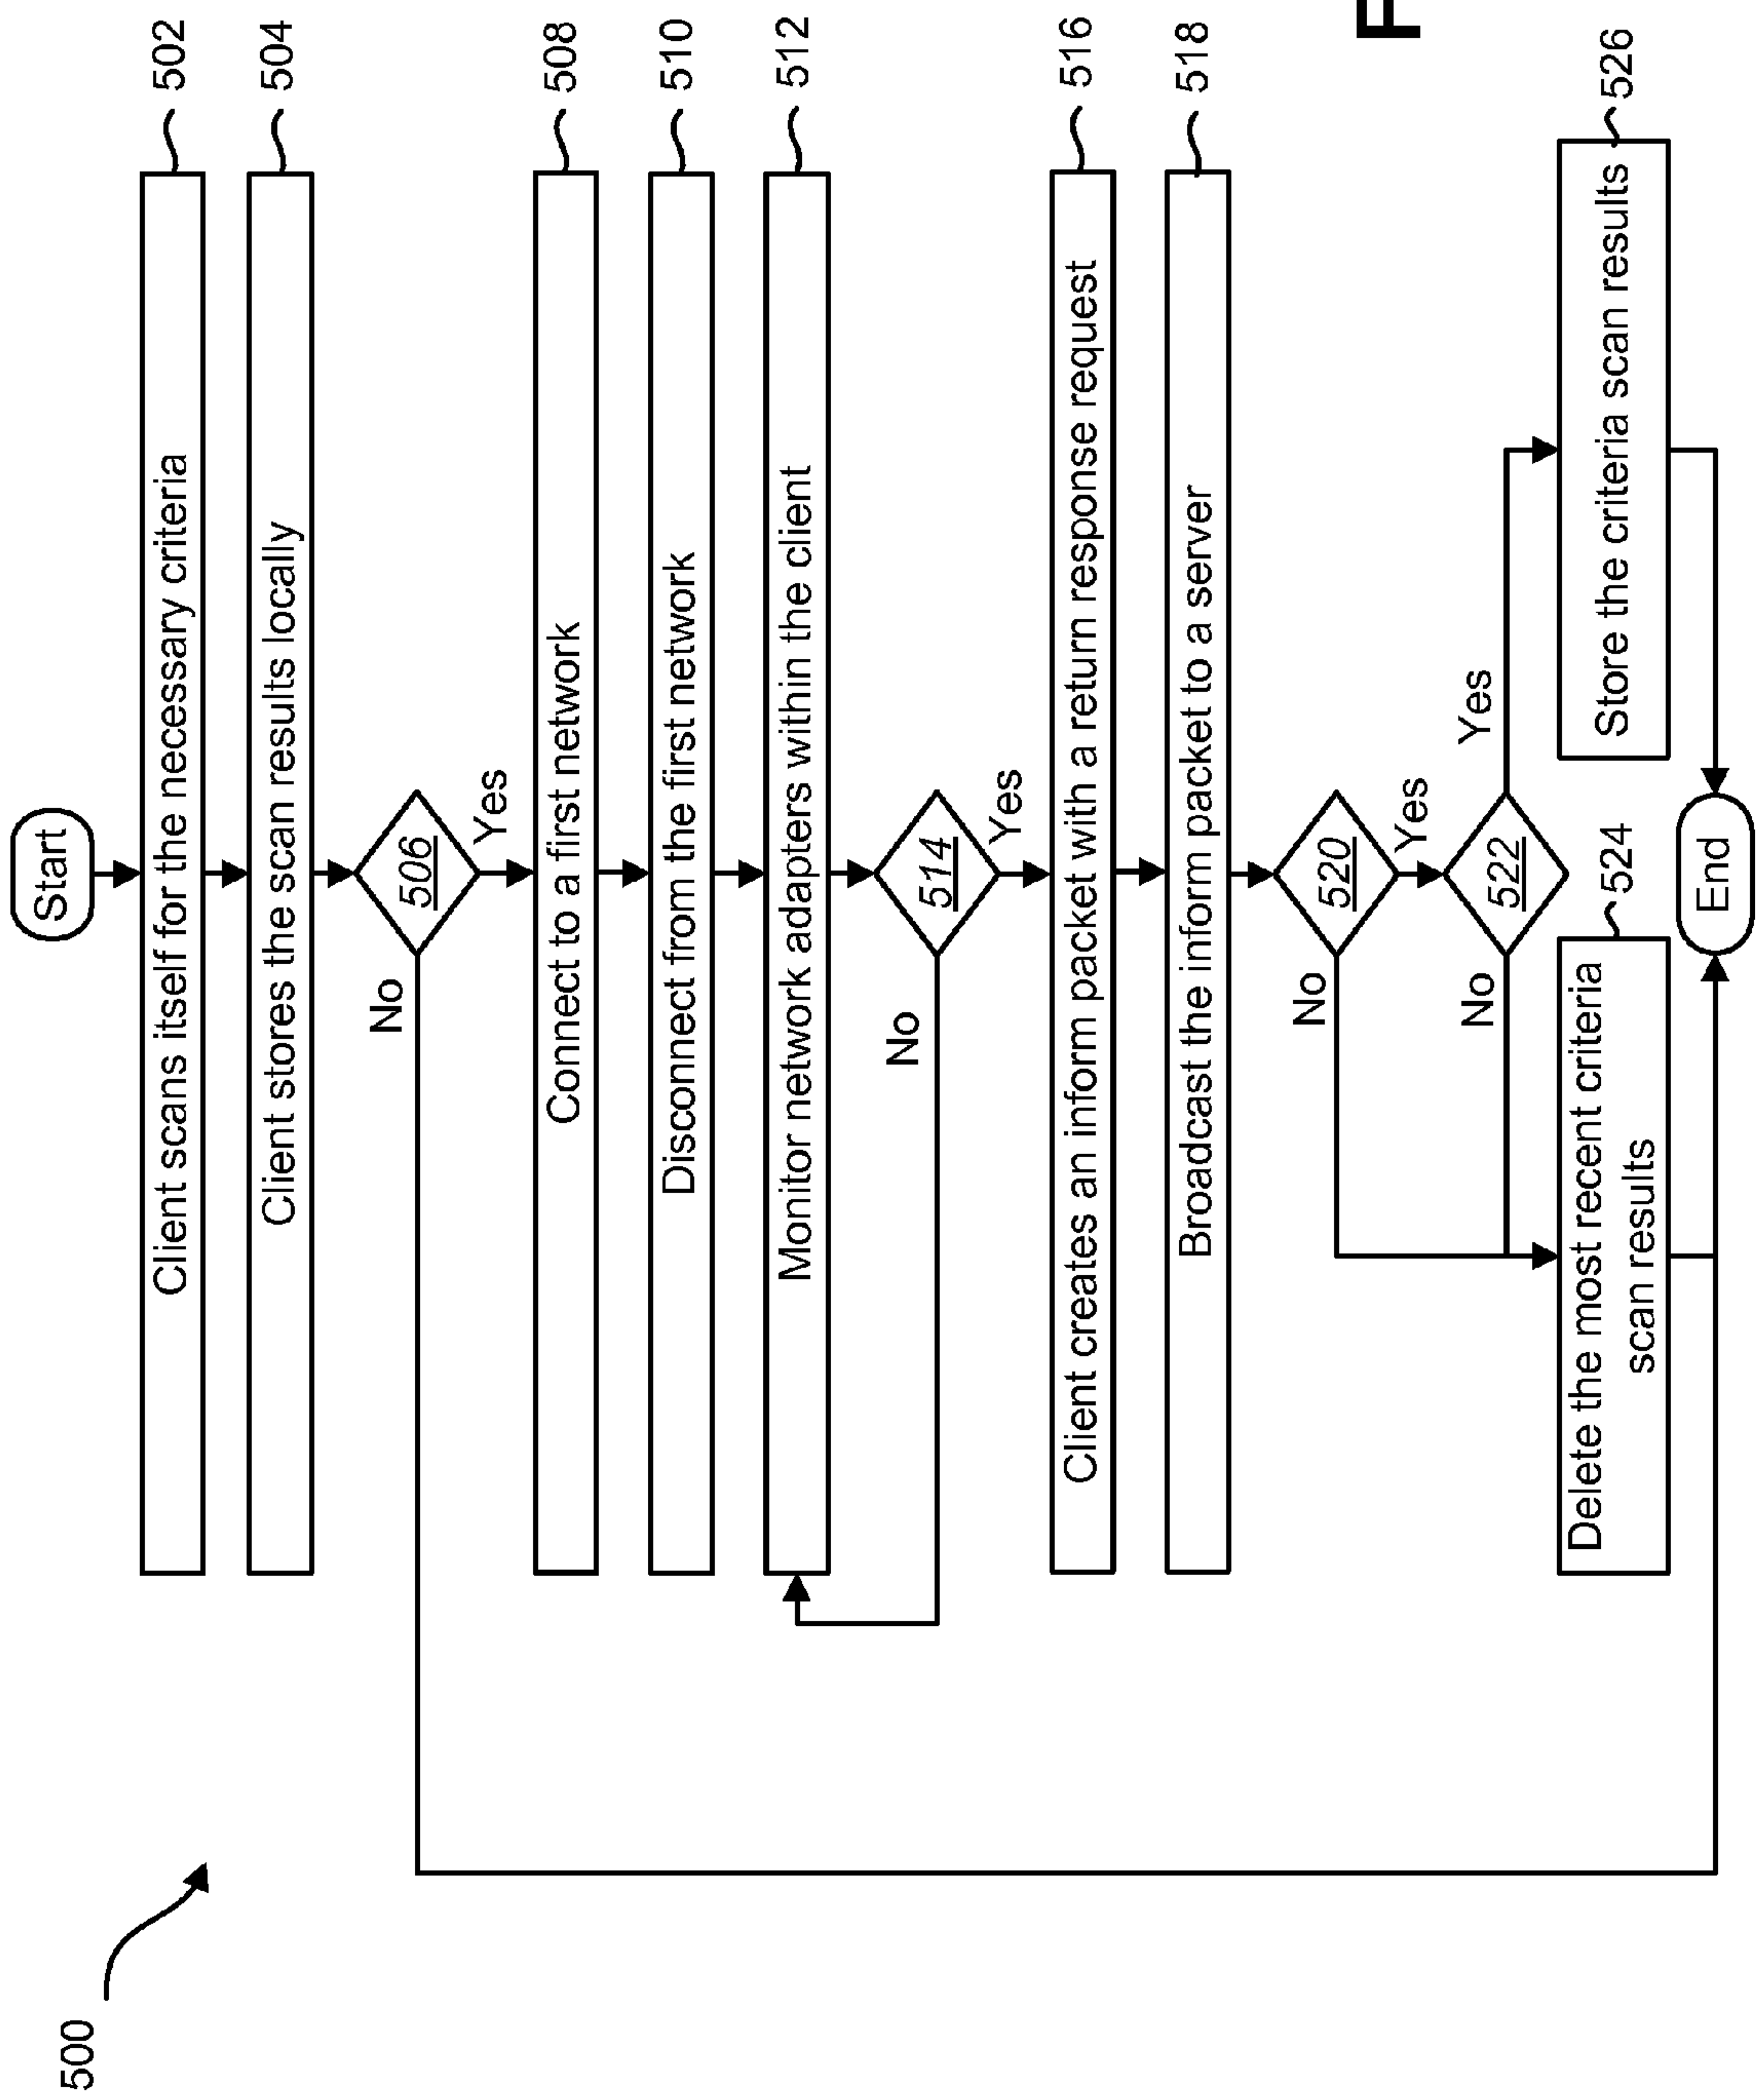 500
Start
Client scans itself for the necessary criteria
502
Client stores the scan results locally
504
506
No
Yes
Connect to a first network
508
Disconnect from the first network
510
Monitor network adapters within the client
512
514
No
Yes
Client creates an inform packet with a return response request
516
Broadcast the inform packet to a server
518
520
No
Yes
522
No
Yes
Delete the most recent criteria
scan results
524
Store the criteria scan results
526
End
F